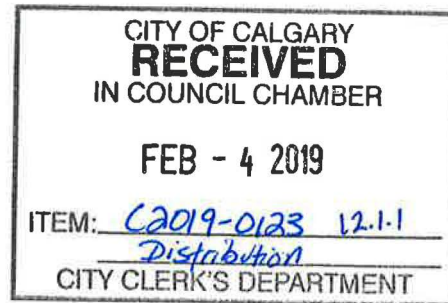 CITY OF CALGARY
RECEIVED
IN COUNCIL CHAMBER
FEB - 4 2019
ITEM: C2019-0123 12.1.1
Distribution
CITY CLERK'S DEPARTMENT